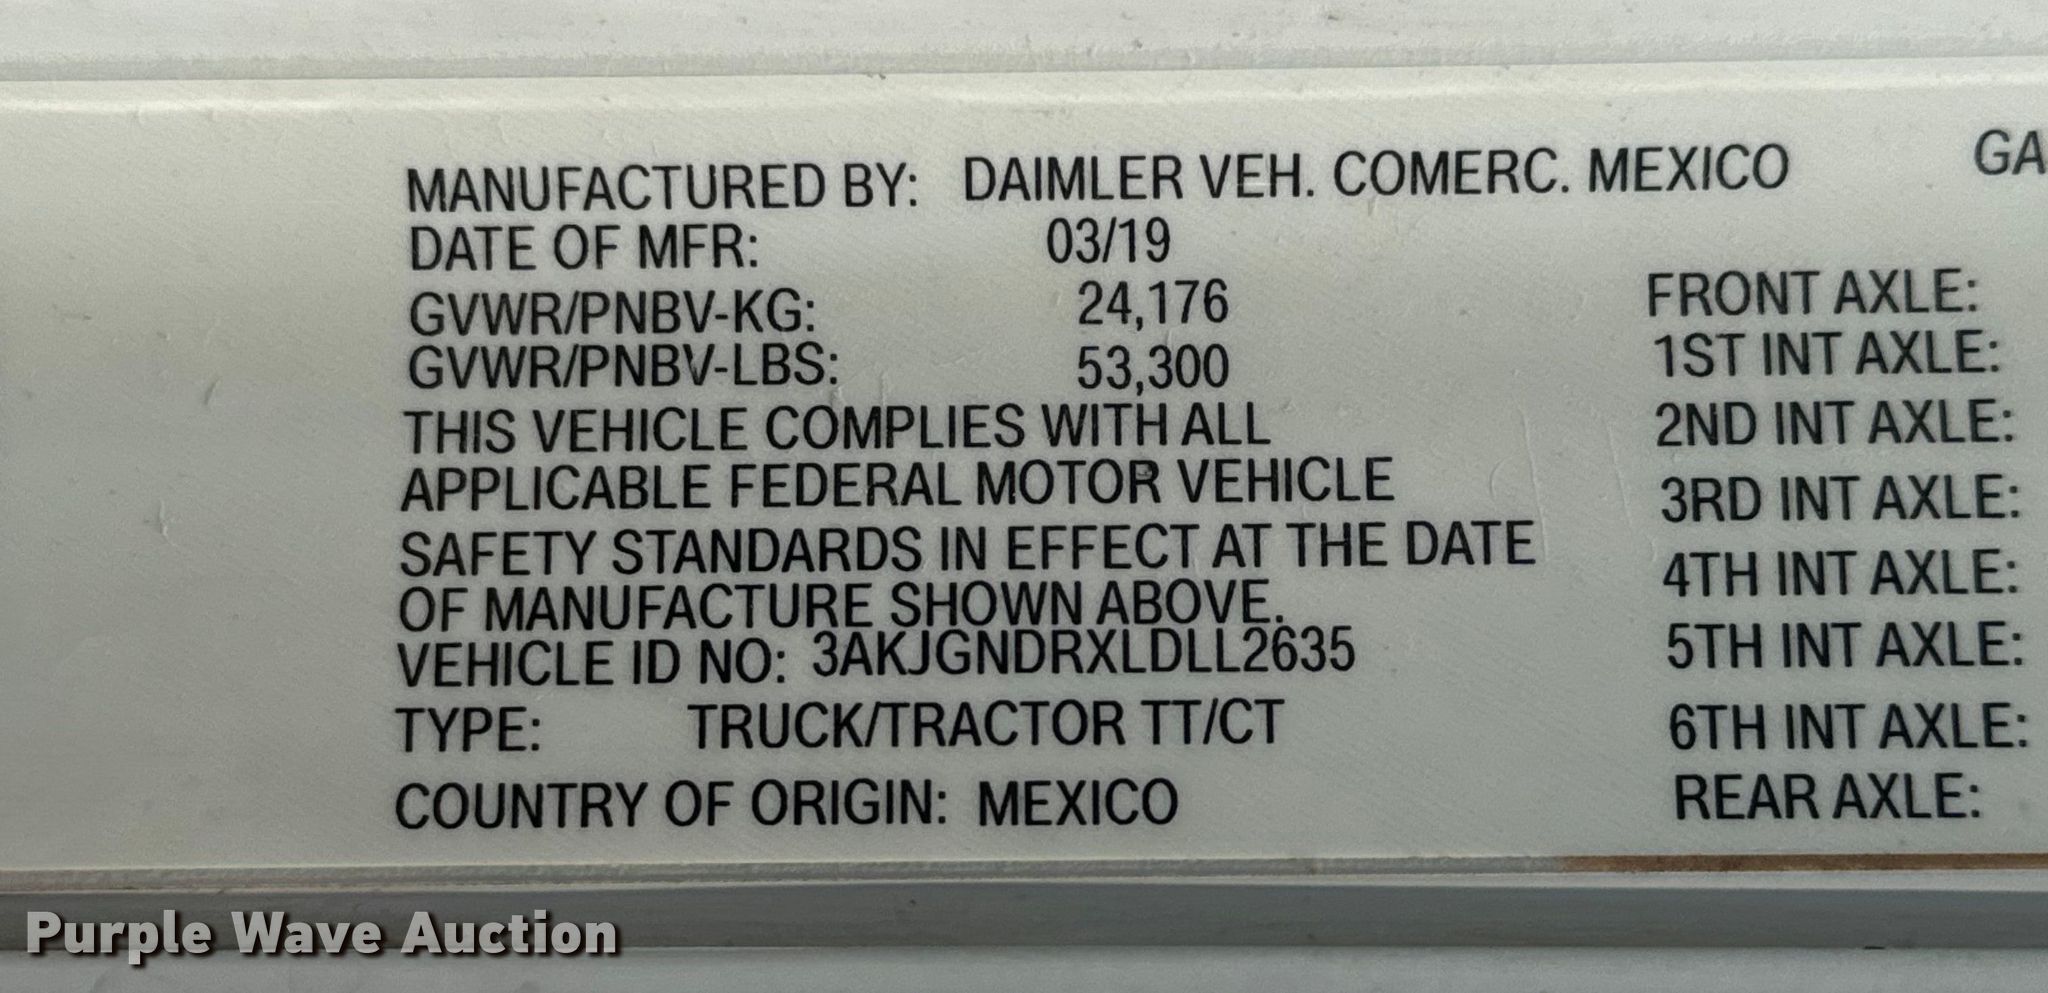 MANUFACTURED BY: DAIMLER VEH. COMERC. MEXICO GA
DATE OF MFR: 03/19
GVWR/PNBV-KG: 24,176 FRONT AXLE:
GVWR/PNBV-LBS: 53,300 1ST INT AXLE:
THIS VEHICLE COMPLIES WITH ALL 2ND INT AXLE:
APPLICABLE FEDERAL MOTOR VEHICLE 3RD INT AXLE:
SAFETY STANDARDS IN EFFECT AT THE DATE 4TH INT AXLE:
OF MANUFACTURE SHOWN ABOVE.
VEHICLE ID NO: 3AKJGNDRXLDLL2635 5TH INT AXLE:
TYPE: TRUCK/TRACTOR TT/CT 6TH INT AXLE:
COUNTRY OF ORIGIN: MEXICO REAR AXLE:
Purple Wave Auction